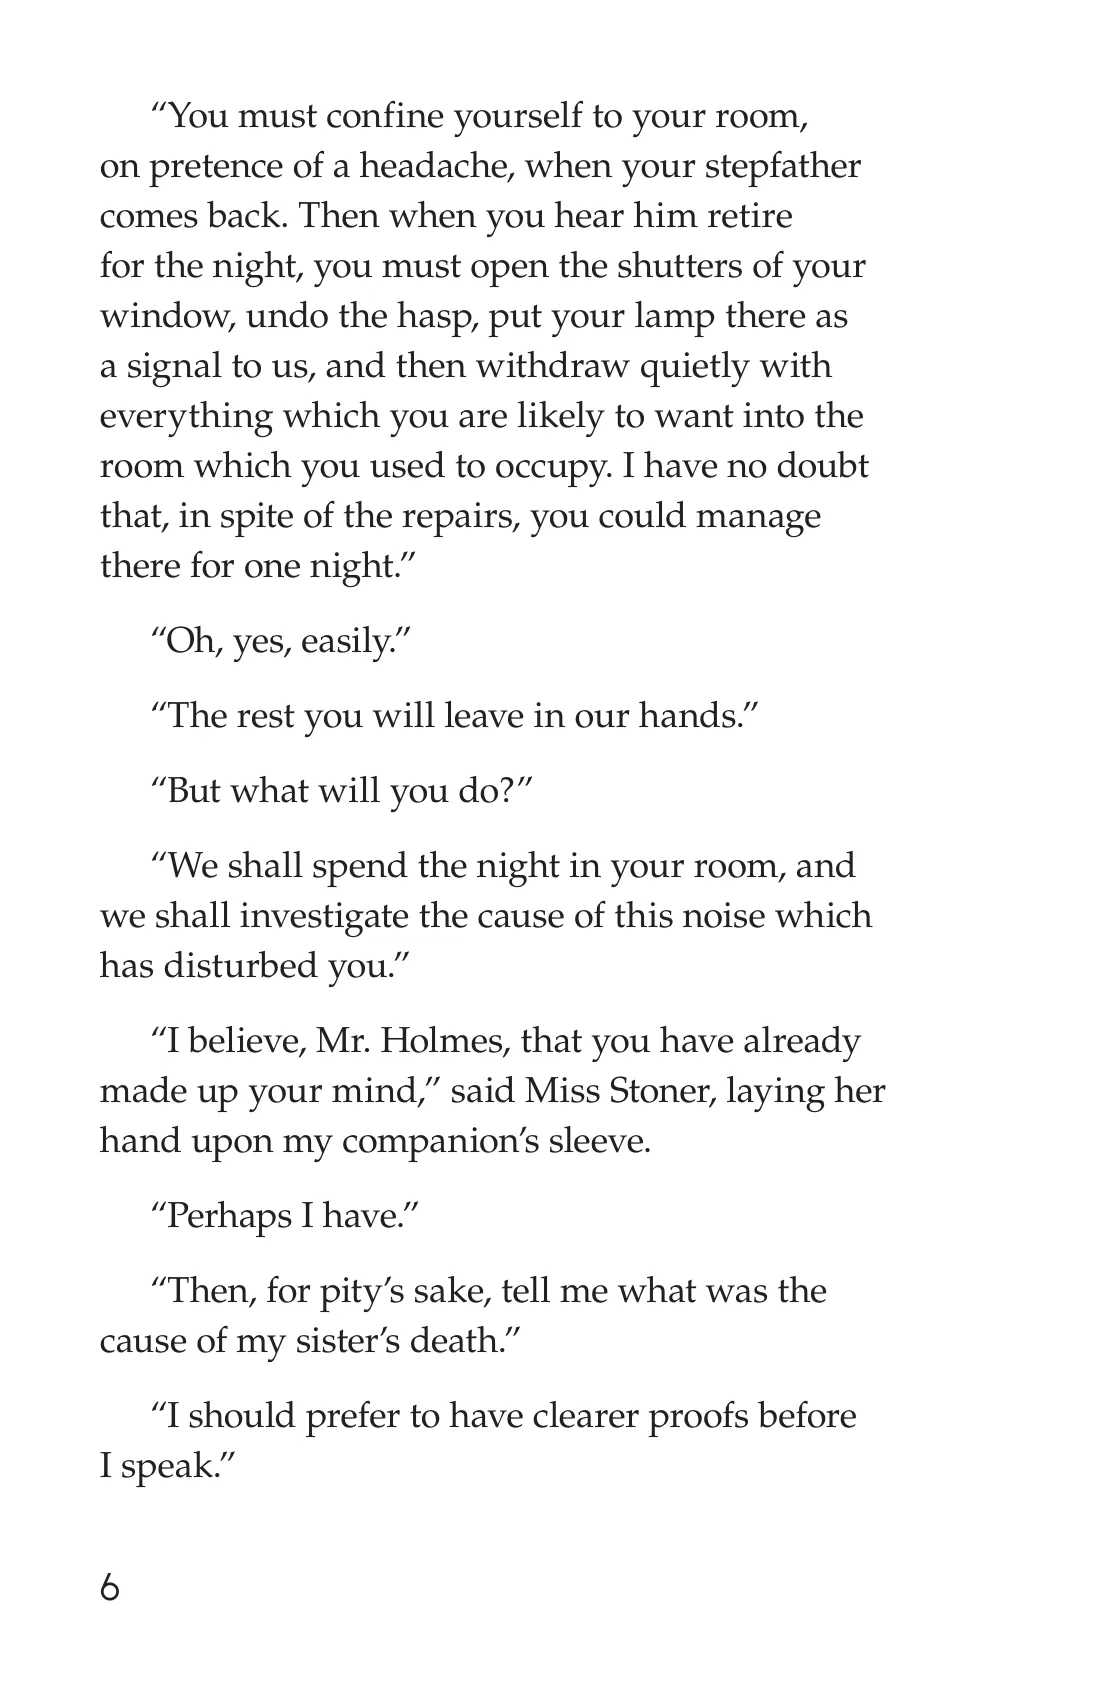 “You must confine yourself to your room,
on pretence of a headache, when your stepfather
comes back. Then when you hear him retire
for the night, you must open the shutters of your
window, undo the hasp, put your lamp there as
a signal to us, and then withdraw quietly with
everything which you are likely to want into the
room which you used to occupy. I have no doubt
that, in spite of the repairs, you could manage
there for one night.”
“Oh, yes, easily.”
“The rest you will leave in our hands.”
“But what will you do?”
“We shall spend the night in your room, and
we shall investigate the cause of this noise which
has disturbed you.”
“I believe, Mr. Holmes, that you have already
made up your mind,” said Miss Stoner, laying her
hand upon my companion’s sleeve.
“Perhaps I have.”
“Then, for pity’s sake, tell me what was the
cause of my sister’s death.”
“I should prefer to have clearer proofs before
I speak.”
6